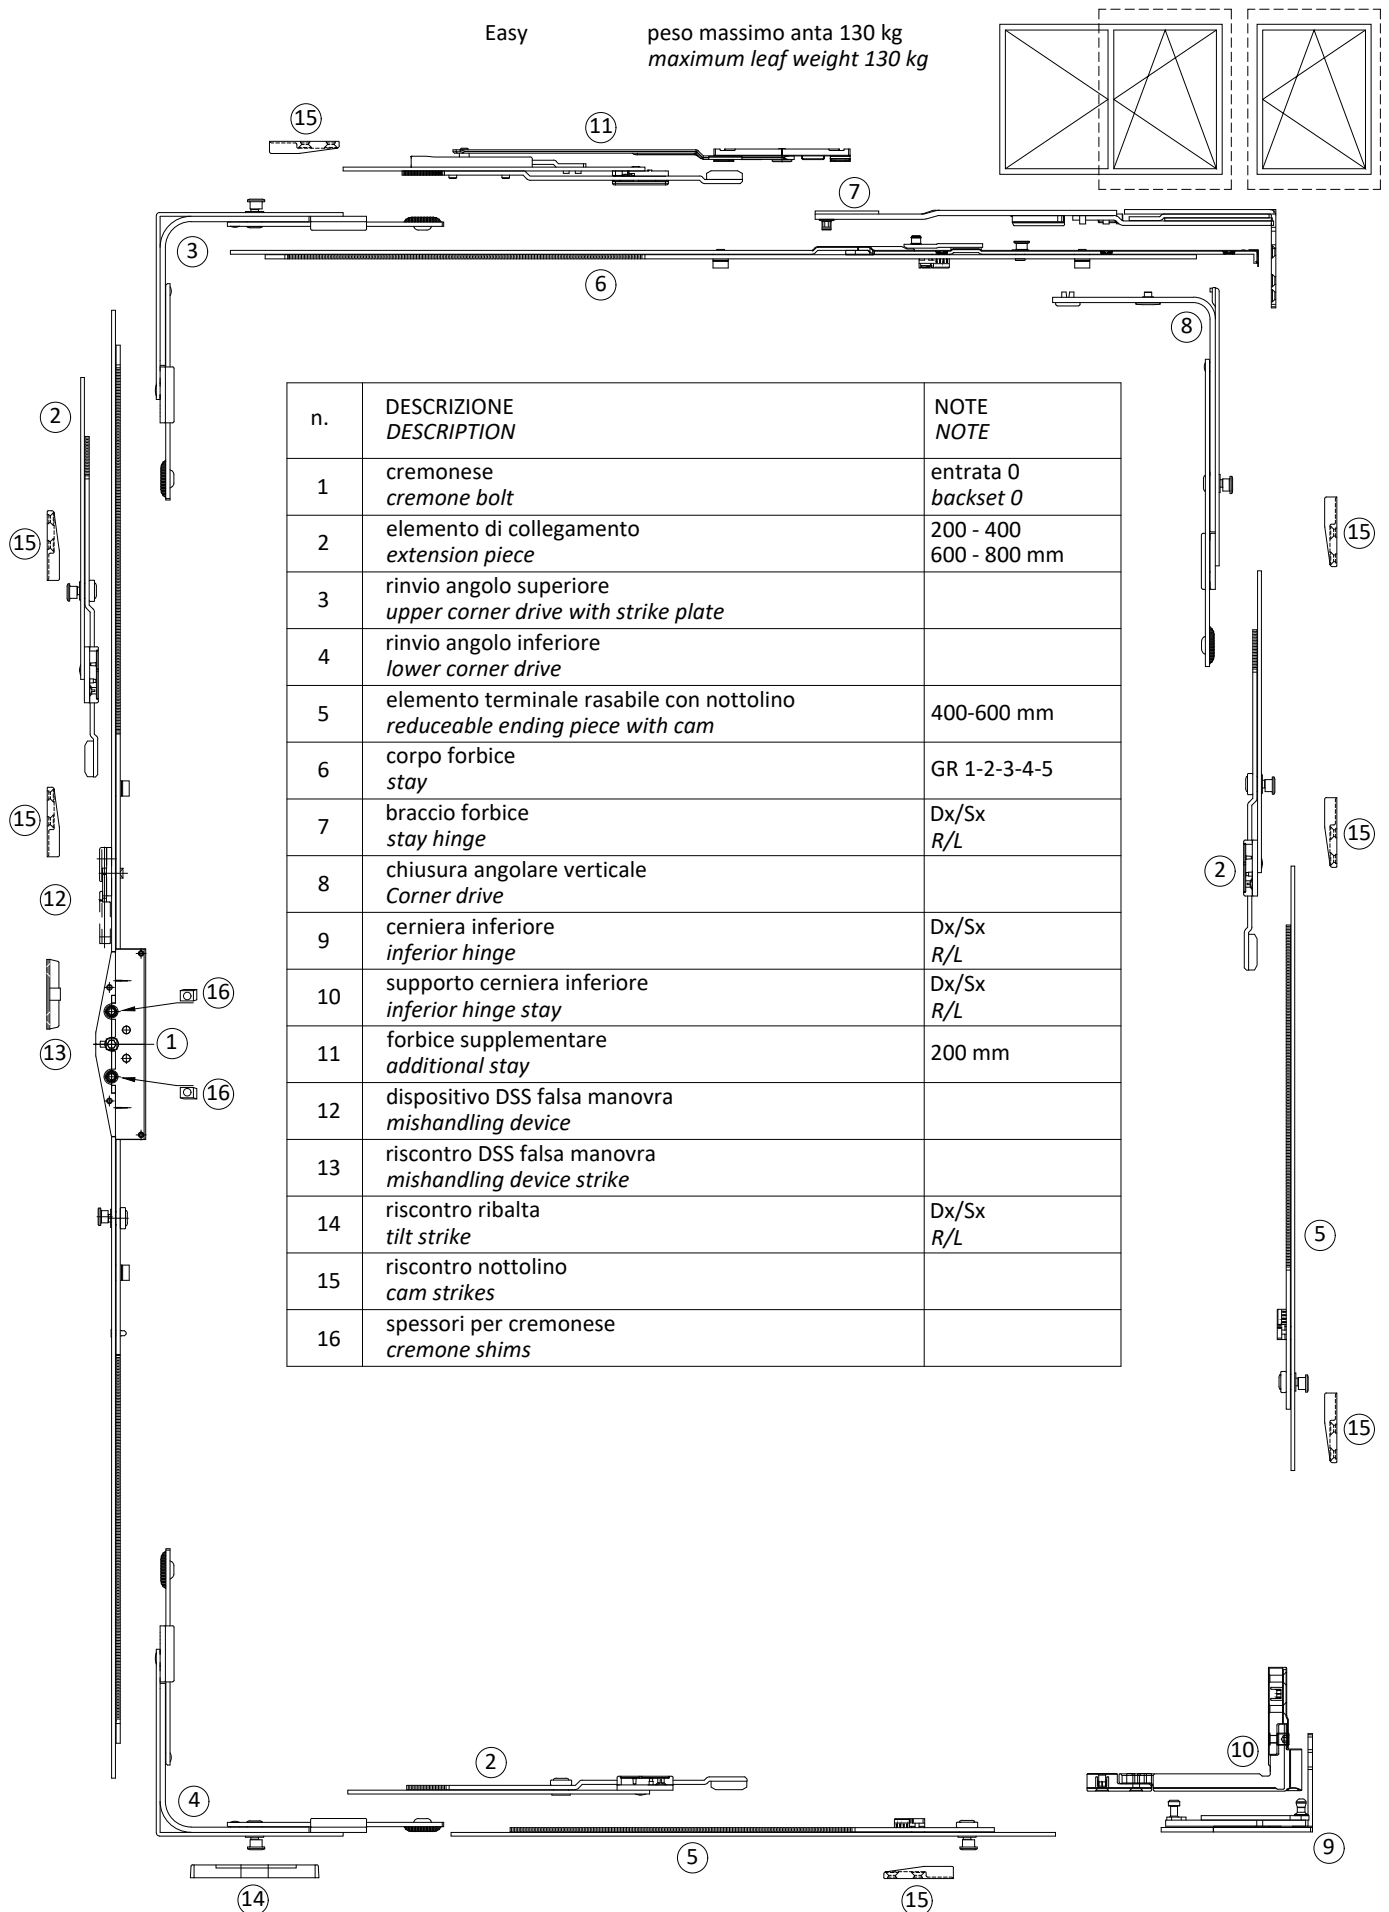 Easy
peso massimo anta 130 kg
maximum leaf weight 130 kg
15
11
7
3
6
8
2
n.
DESCRIZIONE
DESCRIPTION
NOTE
NOTE
1
cremonese
cremone bolt
entrata 0
backset 0
2
elemento di collegamento
extension piece
200 - 400
600 - 800 mm
3
rinvio angolo superiore
upper corner drive with strike plate
4
rinvio angolo inferiore
lower corner drive
5
elemento terminale rasabile con nottolino
reduceable ending piece with cam
400-600 mm
6
corpo forbice
stay
GR 1-2-3-4-5
7
braccio forbice
stay hinge
Dx/Sx
R/L
8
chiusura angolare verticale
Corner drive
9
cerniera inferiore
inferior hinge
Dx/Sx
R/L
10
supporto cerniera inferiore
inferior hinge stay
Dx/Sx
R/L
11
forbice supplementare
additional stay
200 mm
12
dispositivo DSS falsa manovra
mishandling device
13
riscontro DSS falsa manovra
mishandling device strike
14
riscontro ribalta
tilt strike
Dx/Sx
R/L
15
riscontro nottolino
cam strikes
16
spessori per cremonese
cremone shims
15
15
15
15
2
12
16
13
1
16
5
15
2
10
4
5
9
14
15